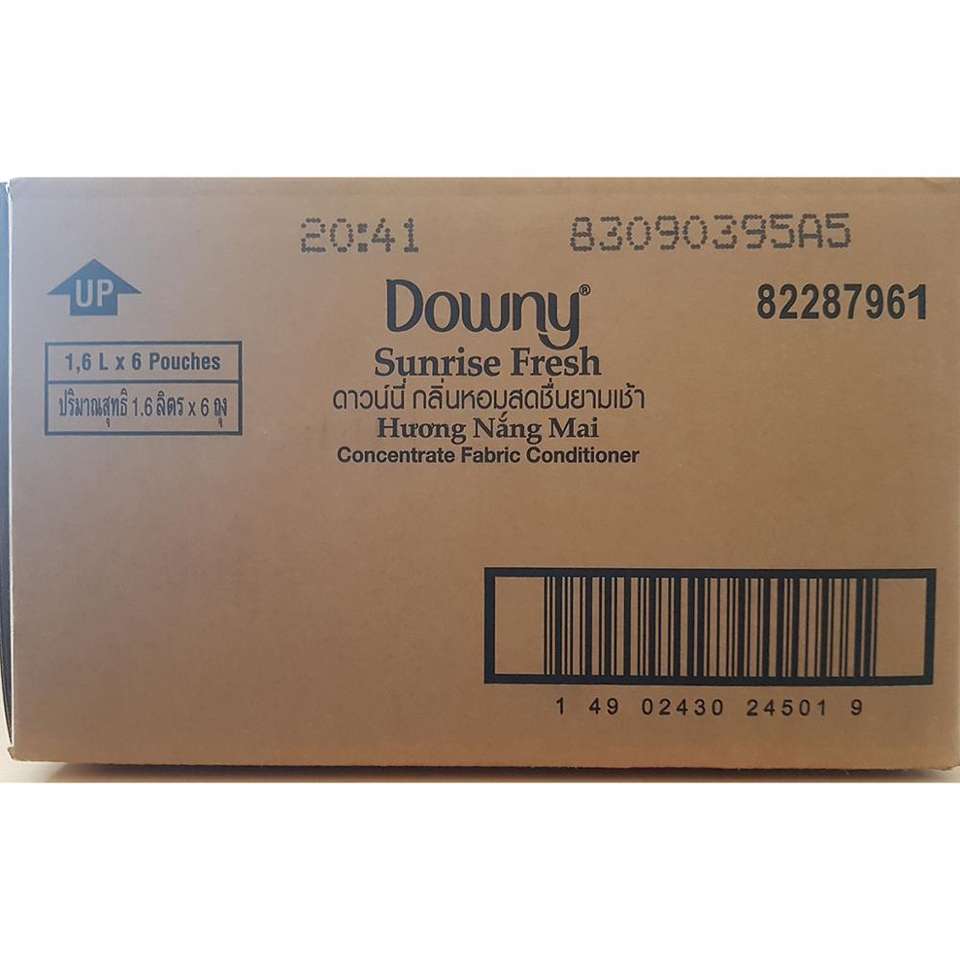 20:41 83090395A5
UP
Downy®
82287961
1,6 L x 6 Pouches
ปริมาณสุทธิ 1.6 ลิตร x 6 ถุง
Sunrise Fresh
ดาวน์นี่ กลิ่นหอมสดชื่นยามเช้า
Hương Nắng Mai
Concentrate Fabric Conditioner
1 49 02430 24501 9